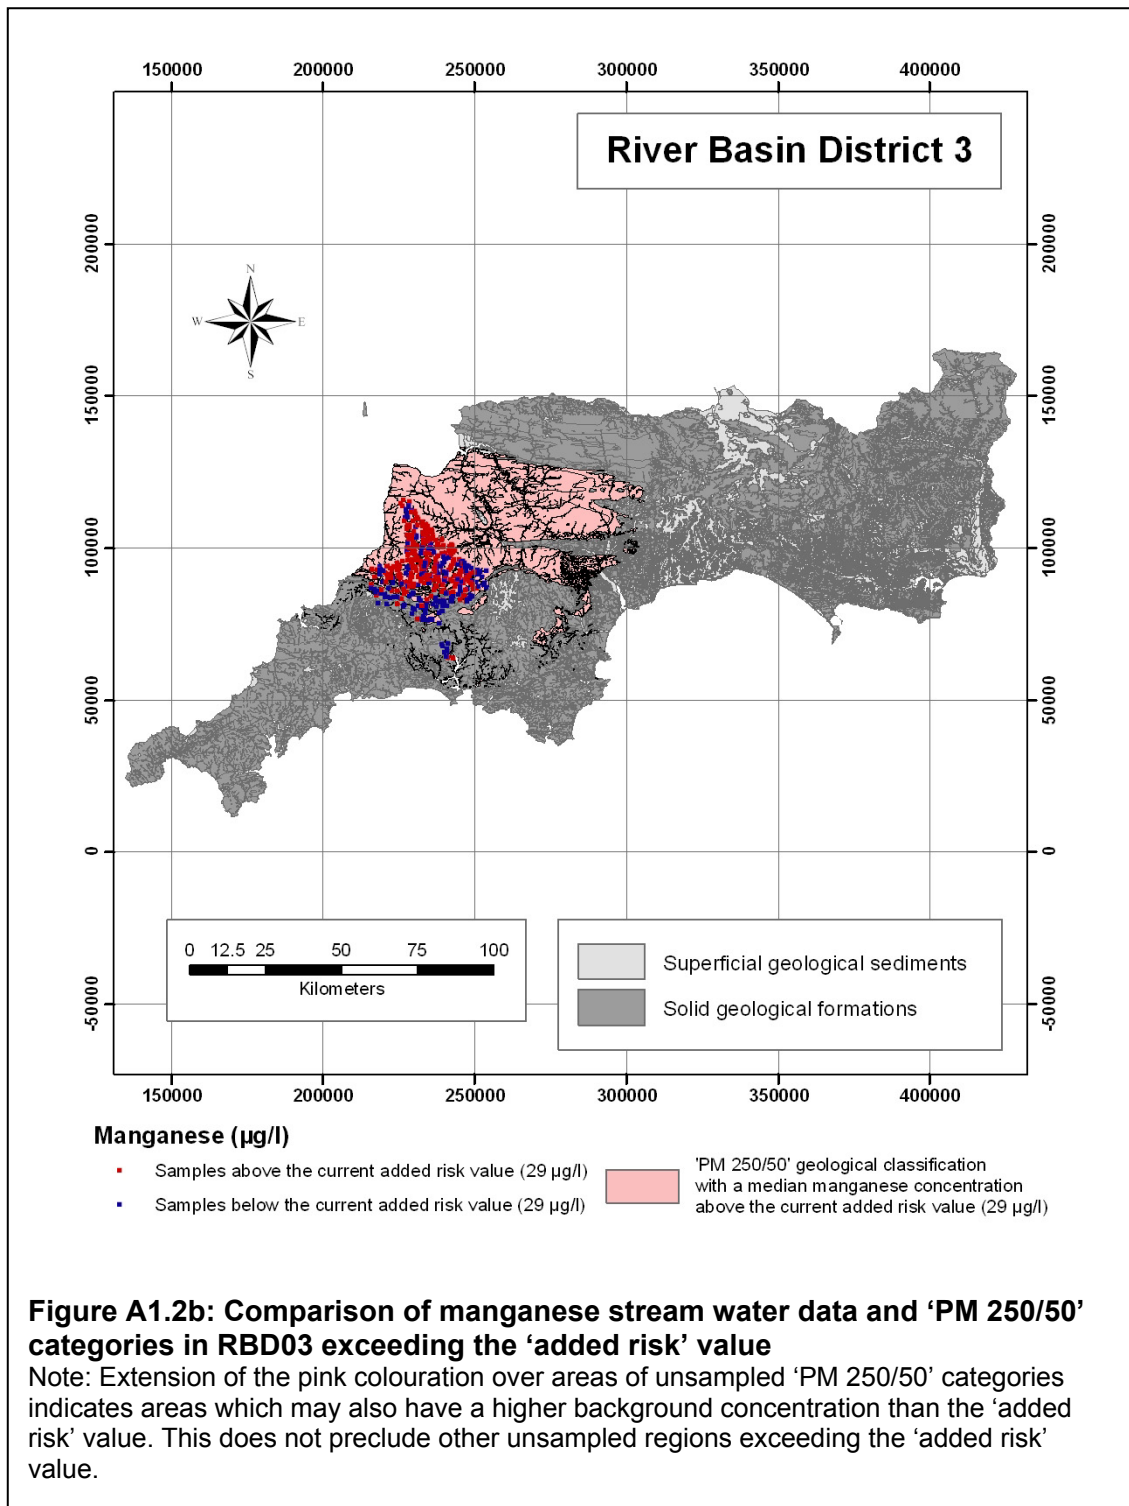 150000 200000 250000 300000 350000 400000
River Basin District 3
200000 200000
N
W E
S
150000 150000
100000 100000
50000 50000
0 0
0 12.5 25 50 75 100
Kilometers
Superficial geological sediments
Solid geological formations
-50000 -50000
150000 200000 250000 300000 350000 400000
Manganese (µg/l)
Samples above the current added risk value (29 µg/l)
Samples below the current added risk value (29 µg/l)
'PM 250/50' geological classification
with a median manganese concentration
above the current added risk value (29 µg/l)
Figure A1.2b: Comparison of manganese stream water data and ‘PM 250/50’
categories in RBD03 exceeding the ‘added risk’ value
Note: Extension of the pink colouration over areas of unsampled ‘PM 250/50’ categories
indicates areas which may also have a higher background concentration than the ‘added
risk’ value. This does not preclude other unsampled regions exceeding the ‘added risk’
value.